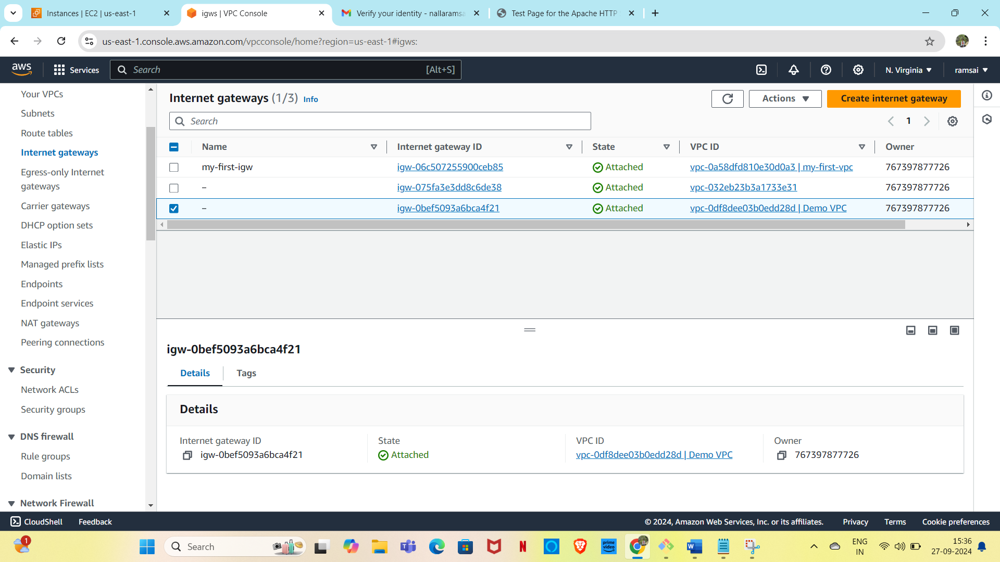 Instances | EC2 | us-east-1
igws | VPC Console
Verify your identity - nallaramsa
Test Page for the Apache HTTP
us-east-1.console.aws.amazon.com/vpcconsole/home?region=us-east-1#igws:
aws
Services
Search
[Alt+S]
N. Virginia
ramsai
Your VPCs
Subnets
Route tables
Internet gateways
Egress-only Internet
gateways
Carrier gateways
DHCP option sets
Elastic IPs
Managed prefix lists
Endpoints
Endpoint services
NAT gateways
Peering connections
Security
Network ACLs
Security groups
DNS firewall
Rule groups
Domain lists
Network Firewall
Internet gateways (1/3) Info
Actions
Create internet gateway
Search
1
Name Internet gateway ID State VPC ID Owner
my-first-igw igw-06c507255900ceb85 Attached vpc-0a58dfd810e30d0a3 | my-first-vpc 767397877726
– igw-075fa3e3dd8c6de38 Attached vpc-032eb23b3a1733e31 767397877726
– igw-0bef5093a6bca4f21 Attached vpc-0df8dee03b0edd28d | Demo VPC 767397877726
igw-0bef5093a6bca4f21
Details Tags
Details
Internet gateway ID State VPC ID Owner
igw-0bef5093a6bca4f21 Attached vpc-0df8dee03b0edd28d | Demo VPC 767397877726
CloudShell Feedback © 2024, Amazon Web Services, Inc. or its affiliates. Privacy Terms Cookie preferences
1
Search
prime video
ENG
IN
15:36
27-09-2024